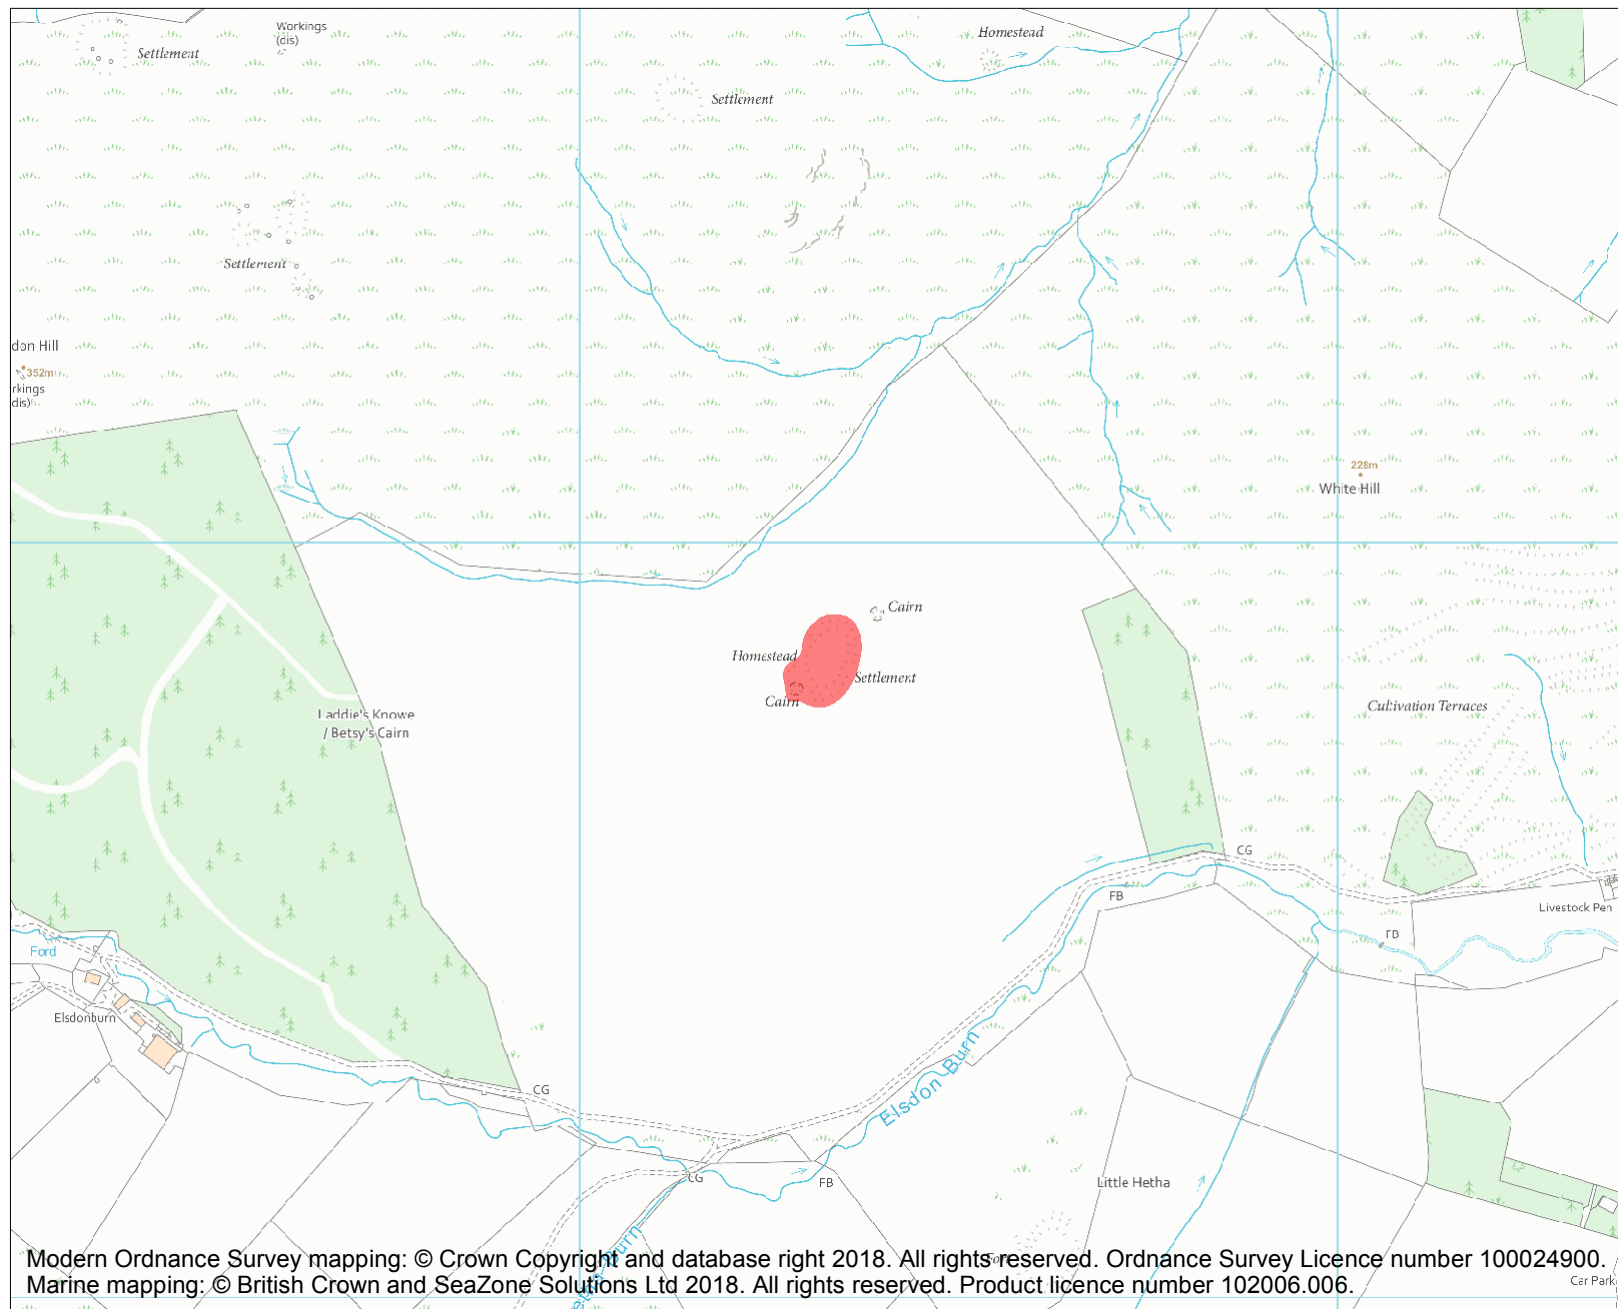 Workings
(dis)
Homestead
Settlement
Settlement
Settlement
don Hill
352m
rkings
dis)
228m
White Hill
Cairn
Homestead
Settlement
Cairn
Cultivation Terraces
Laddie's Knowe
/ Betsy's Cairn
CG
FB
Livestock Pen
FB
Ford
Elsdonburn
CG
Elsdon Burn
CG
FB
Little Hetha
Fort
Modern Ordnance Survey mapping: © Crown Copyright and database right 2018. All rights reserved. Ordnance Survey Licence number 100024900.
Marine mapping: © British Crown and SeaZone Solutions Ltd 2018. All rights reserved. Product licence number 102006.006.
Car Park